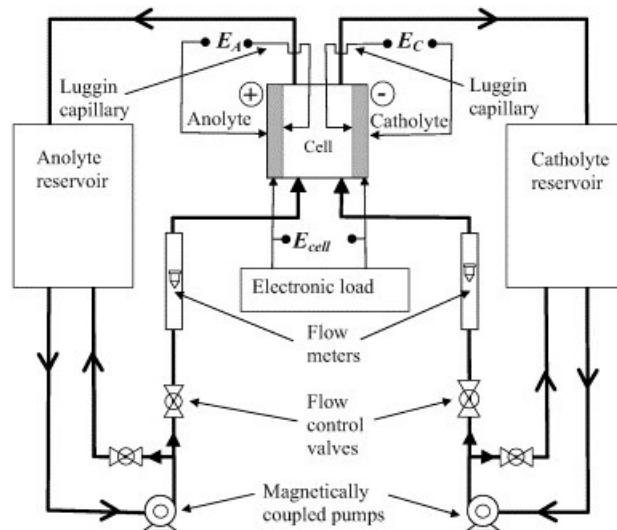 E_A
E_C
Luggin
capillary
Luggin
capillary
+
-
Anolyte
Catholyte
Cell
Anolyte
reservoir
Catholyte
reservoir
E_cell
Electronic load
Flow
meters
Flow
control
valves
Magnetically
coupled pumps